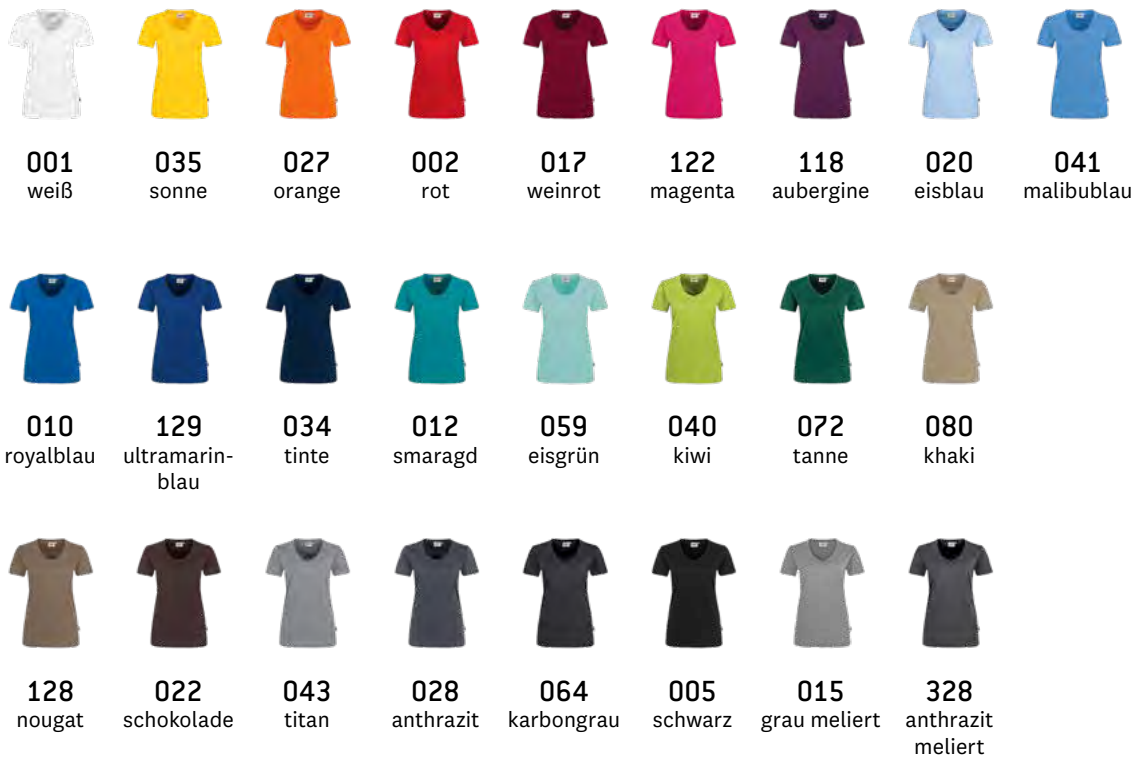 001
weiß
035
sonne
027
orange
002
rot
017
weinrot
122
magenta
118
aubergine
020
eisblau
041
malibublau
010
royalblau
129
ultramarin-
blau
034
tinte
012
smaragd
059
eisgrün
040
kiwi
072
tanne
080
khaki
128
nougat
022
schokolade
043
titan
028
anthrazit
064
karbongrau
005
schwarz
015
grau meliert
328
anthrazit
meliert